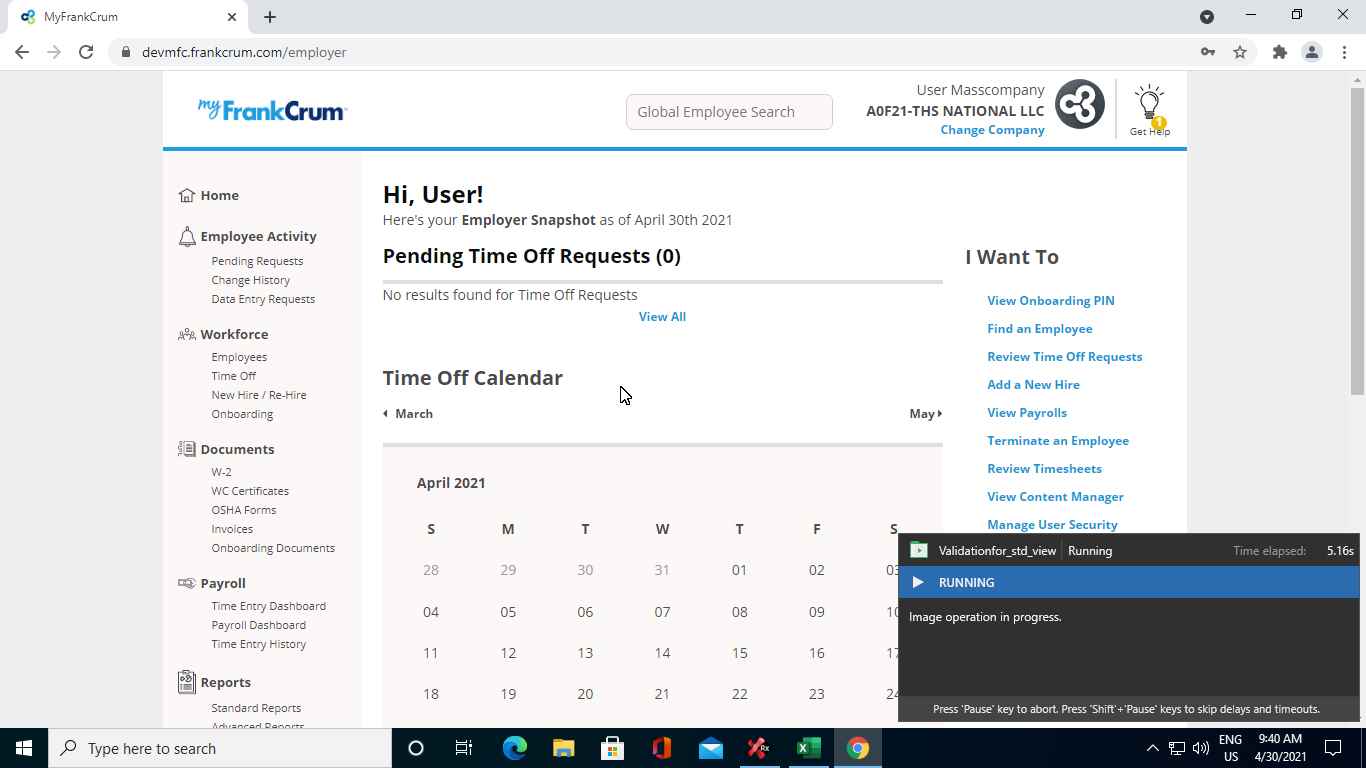 MyFrankCrum
devmfc.frankcrum.com/employer
myFrankCrum
Global Employee Search
User Masscompany
A0F21-THS NATIONAL LLC
Change Company
1
Get Help
Home
Employee Activity
Pending Requests
Change History
Data Entry Requests
Workforce
Employees
Time Off
New Hire / Re-Hire
Onboarding
Documents
W-2
WC Certificates
OSHA Forms
Invoices
Onboarding Documents
Payroll
Time Entry Dashboard
Payroll Dashboard
Time Entry History
Reports
Standard Reports
Advanced Reports
Hi, User!
Here's your Employer Snapshot as of April 30th 2021
Pending Time Off Requests (0)
No results found for Time Off Requests
View All
Time Off Calendar
March
May
April 2021
S M T W T F S
28 29 30 31 01 02 03
04 05 06 07 08 09 10
11 12 13 14 15 16 17
18 19 20 21 22 23 24
I Want To
View Onboarding PIN
Find an Employee
Review Time Off Requests
Add a New Hire
View Payrolls
Terminate an Employee
Review Timesheets
View Content Manager
Manage User Security
Validationfor_std_view Running Time elapsed: 5.16s
RUNNING
Image operation in progress.
Press 'Pause' key to abort. Press 'Shift'+'Pause' keys to skip delays and timeouts.
Type here to search
Rx
ENG
US
9:40 AM
4/30/2021